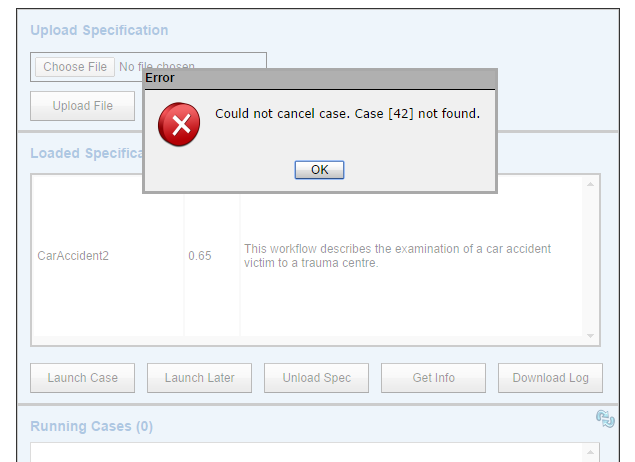 Upload Specification
Choose File No file chosen
Error
Upload File
Could not cancel case. Case [42] not found.
OK
Loaded Specifica
CarAccident2 0.65 This workflow describes the examination of a car accident
victim to a trauma centre.
Launch Case Launch Later Unload Spec Get Info Download Log
Running Cases (0)